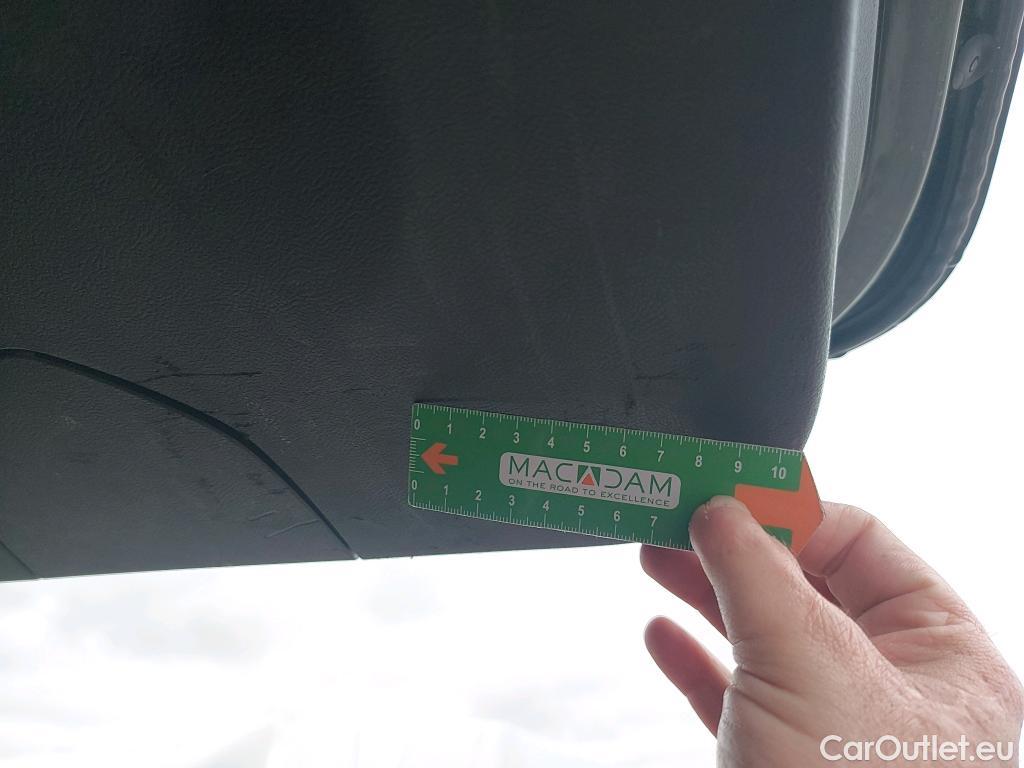 0 1 2 3 4 5 6 7 8 9 10
MACADAM
ON THE ROAD TO EXCELLENCE
0 1 2 3 4 5 6 7
CarOutlet.eu